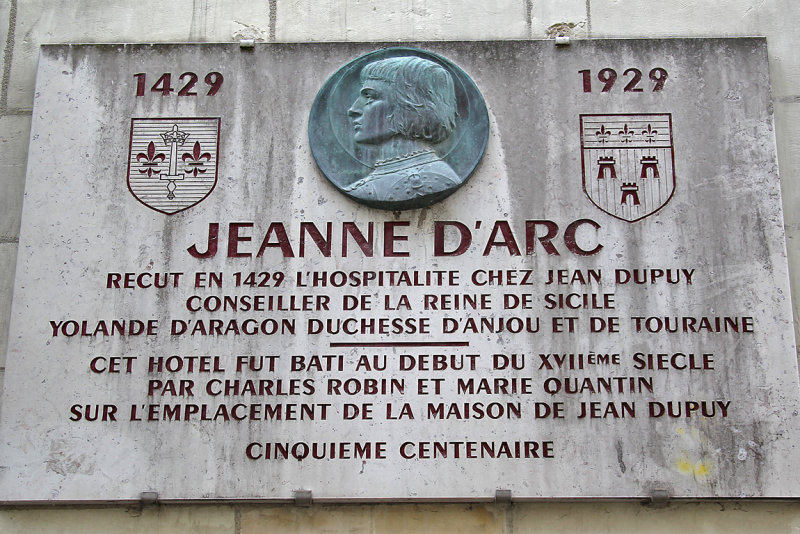 1429
1929
JEANNE D'ARC
RECUT EN 1429 L'HOSPITALITE CHEZ JEAN DUPUY
CONSEILLER DE LA REINE DE SICILE
YOLANDE D'ARAGON DUCHESSE D'ANJOU ET DE TOURAINE
CET HOTEL FUT BATI AU DEBUT DU XVIIÈME SIECLE
PAR CHARLES ROBIN ET MARIE QUANTIN
SUR L'EMPLACEMENT DE LA MAISON DE JEAN DUPUY
CINQUIEME CENTENAIRE